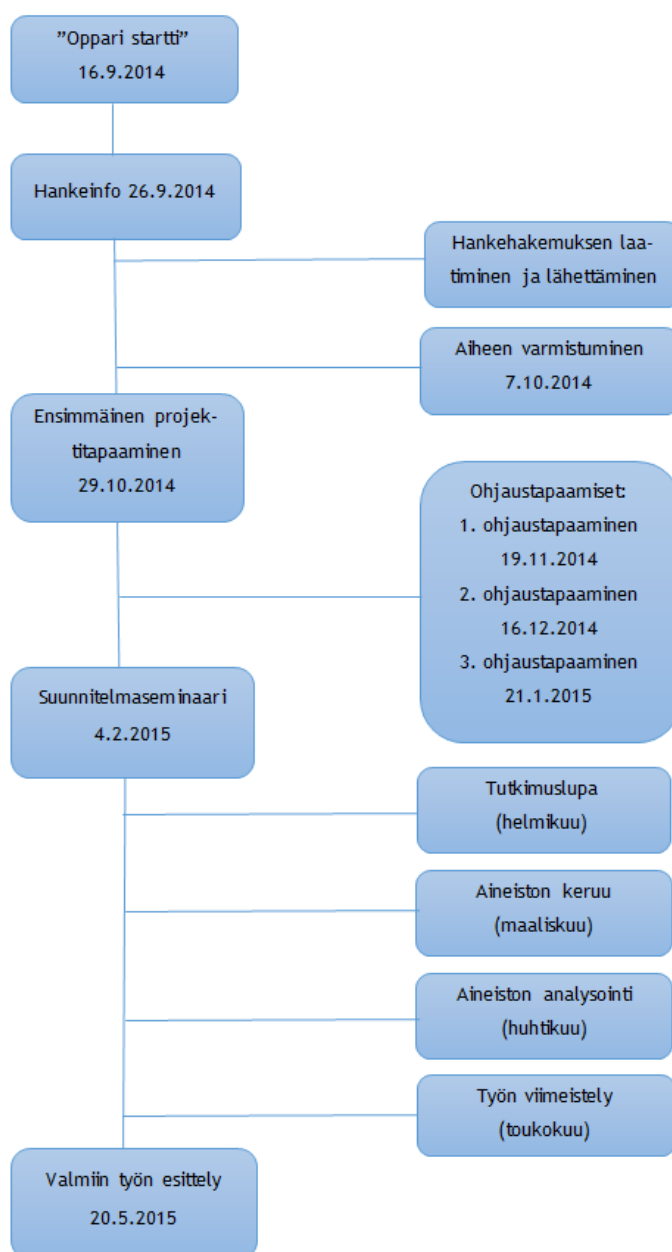 ”Oppari startti”
16.9.2014
Hankeinfo 26.9.2014
Hankehakemuksen laa-
timinen ja lähettäminen
Aiheen varmistuminen
7.10.2014
Ensimmäinen projek-
titapaaminen
29.10.2014
Ohjaustapaamiset:
1. ohjaustapaaminen
19.11.2014
2. ohjaustapaaminen
16.12.2014
3. ohjaustapaaminen
21.1.2015
Suunnitelmaseminaari
4.2.2015
Tutkimuslupa
(helmikuu)
Aineiston keruu
(maaliskuu)
Aineiston analysointi
(huhtikuu)
Työn viimeistely
(toukokuu)
Valmiin työn esittely
20.5.2015